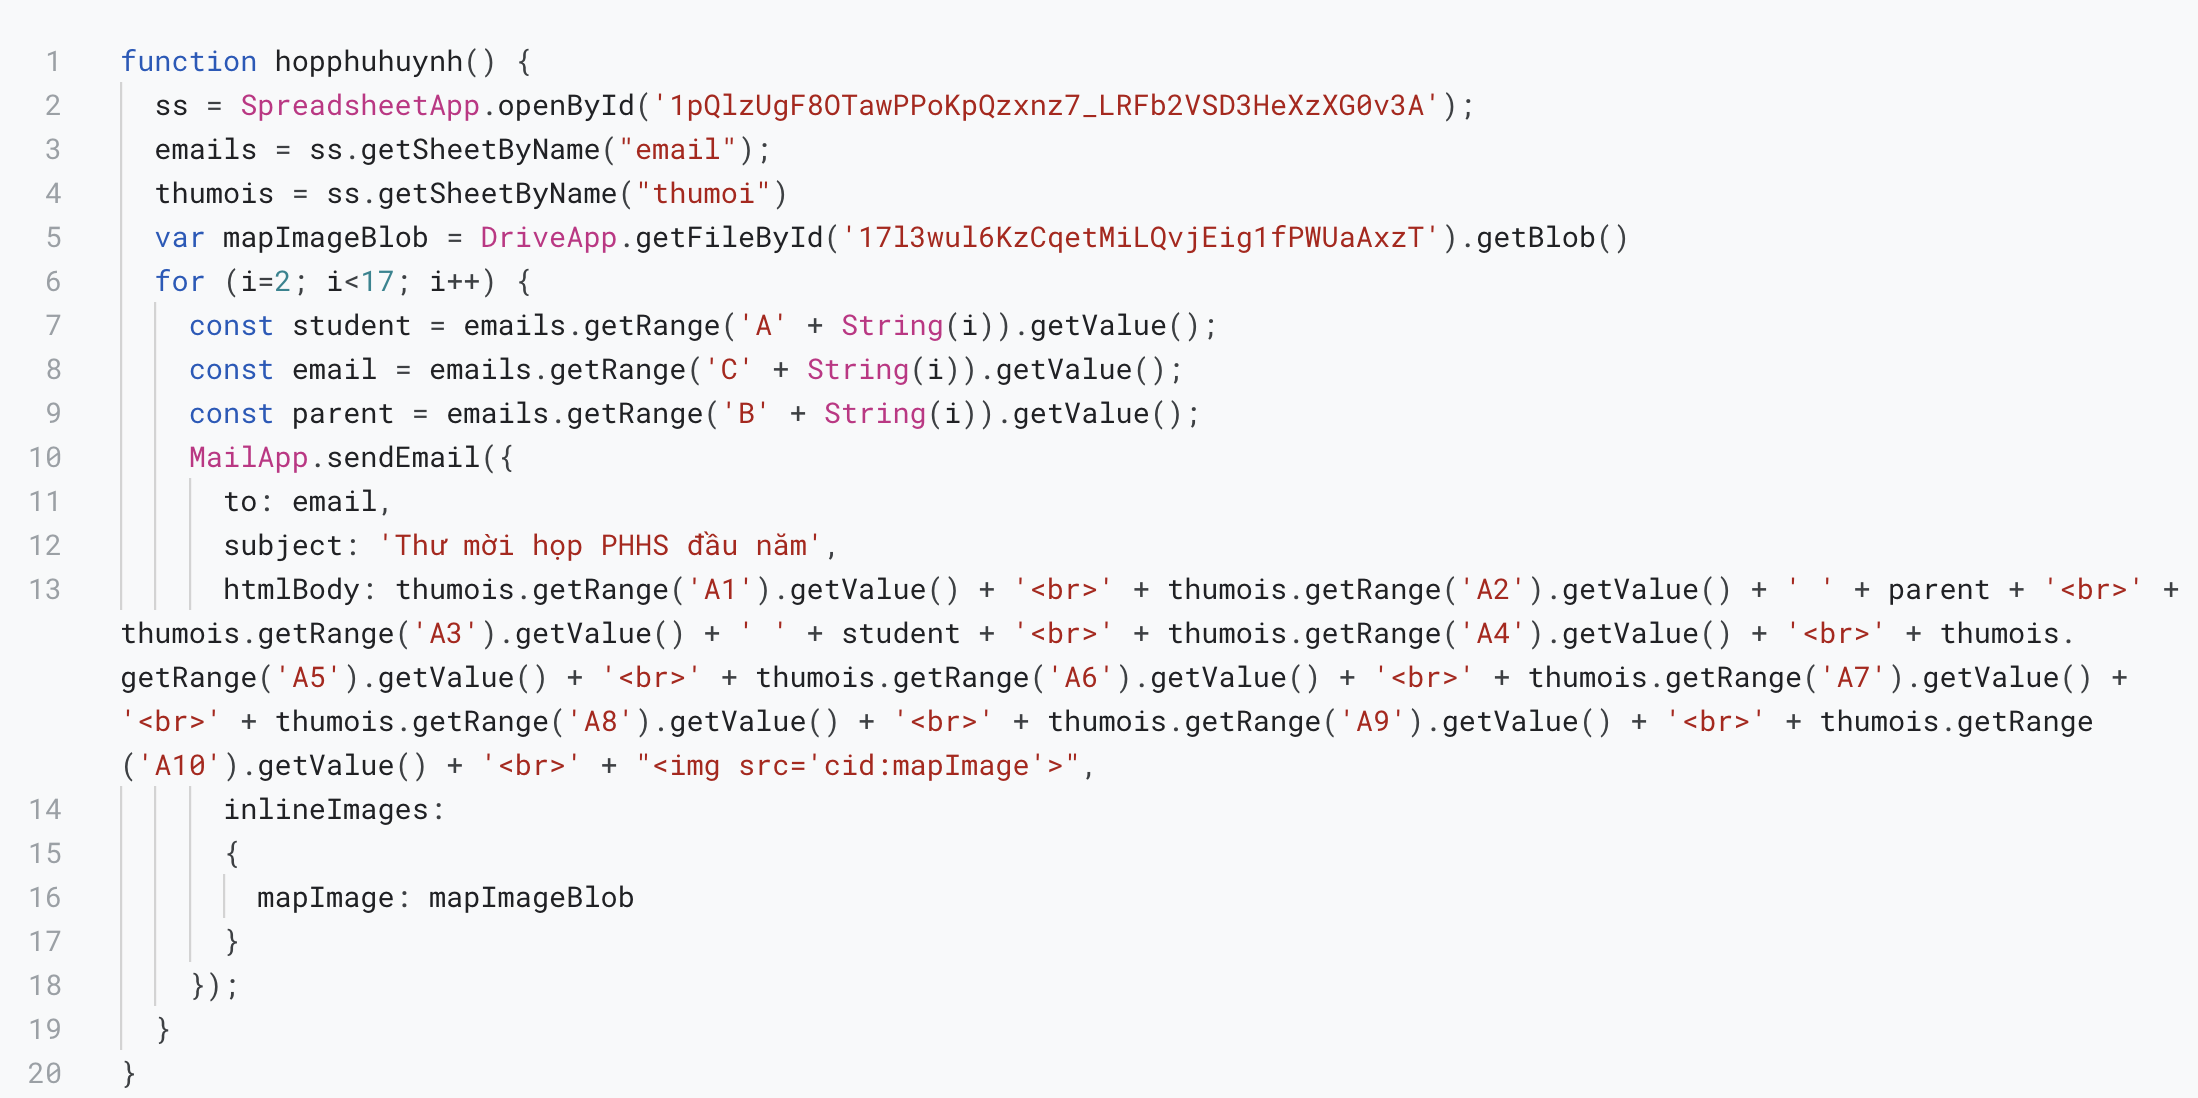 1 function hopphuhuynh() {
2 ss = SpreadsheetApp.openById('1pQlzUgF8OTawPPoKpQzxnz7_LRFb2VSD3HeXzXG0v3A');
3 emails = ss.getSheetByName("email");
4 thumois = ss.getSheetByName("thumoi")
5 var mapImageBlob = DriveApp.getFileById('17l3wul6KzCqetMiLQvjEig1fPWUaAxzT').getBlob()
6 for (i=2; i<17; i++) {
7 const student = emails.getRange('A' + String(i)).getValue();
8 const email = emails.getRange('C' + String(i)).getValue();
9 const parent = emails.getRange('B' + String(i)).getValue();
10 MailApp.sendEmail({
11 to: email,
12 subject: 'Thư mời họp PHHS đầu năm',
13 htmlBody: thumois.getRange('A1').getValue() + '<br>' + thumois.getRange('A2').getValue() + ' ' + parent + '<br>' +
thumois.getRange('A3').getValue() + ' ' + student + '<br>' + thumois.getRange('A4').getValue() + '<br>' + thumois.
getRange('A5').getValue() + '<br>' + thumois.getRange('A6').getValue() + '<br>' + thumois.getRange('A7').getValue() +
'<br>' + thumois.getRange('A8').getValue() + '<br>' + thumois.getRange('A9').getValue() + '<br>' + thumois.getRange
('A10').getValue() + '<br>' + "<img src='cid:mapImage'>",
14 inlineImages:
15 {
16 mapImage: mapImageBlob
17 }
18 });
19 }
20 }